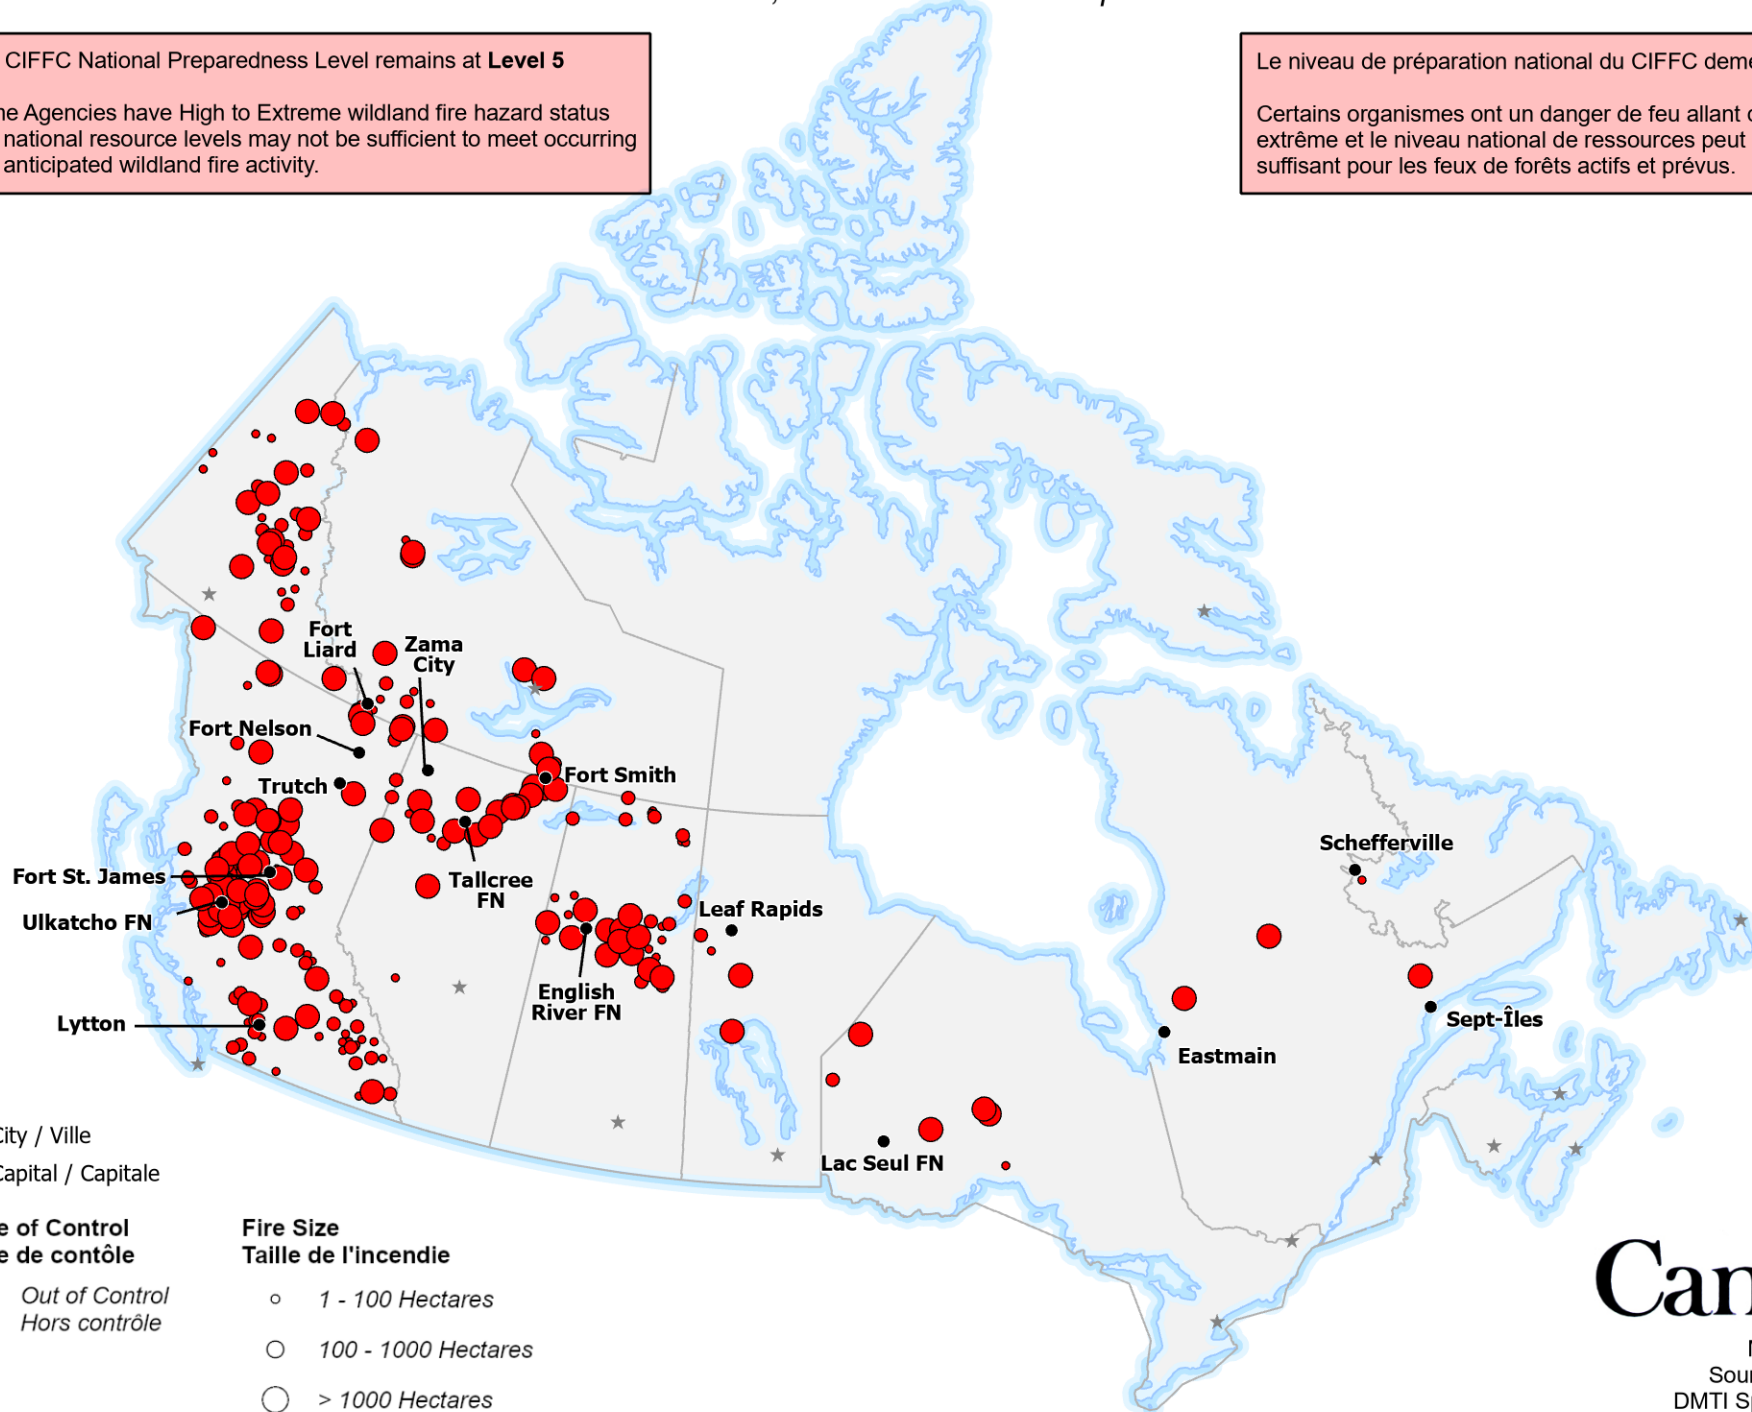 CIFFC National Preparedness Level remains at Level 5
ne Agencies have High to Extreme wildland fire hazard status
national resource levels may not be sufficient to meet occurring
anticipated wildland fire activity.
Le niveau de préparation national du CIFFC deme
Certains organismes ont un danger de feu allant
extrême et le niveau national de ressources peut
suffisant pour les feux de forêts actifs et prévus.
Fort
Liard
Zama
City
Fort Nelson
Trutch
Fort Smith
Tallcree
FN
Fort St. James
Ulkatcho FN
Leaf Rapids
English
River FN
Lytton
Schefferville
Sept-Îles
Eastmain
Lac Seul FN
City / Ville
Capital / Capitale
e of Control
e de contôle
Out of Control
Hors contrôle
Fire Size
Taille de l'incendie
1 - 100 Hectares
100 - 1000 Hectares
> 1000 Hectares
Can
Sour
DMTI Sp